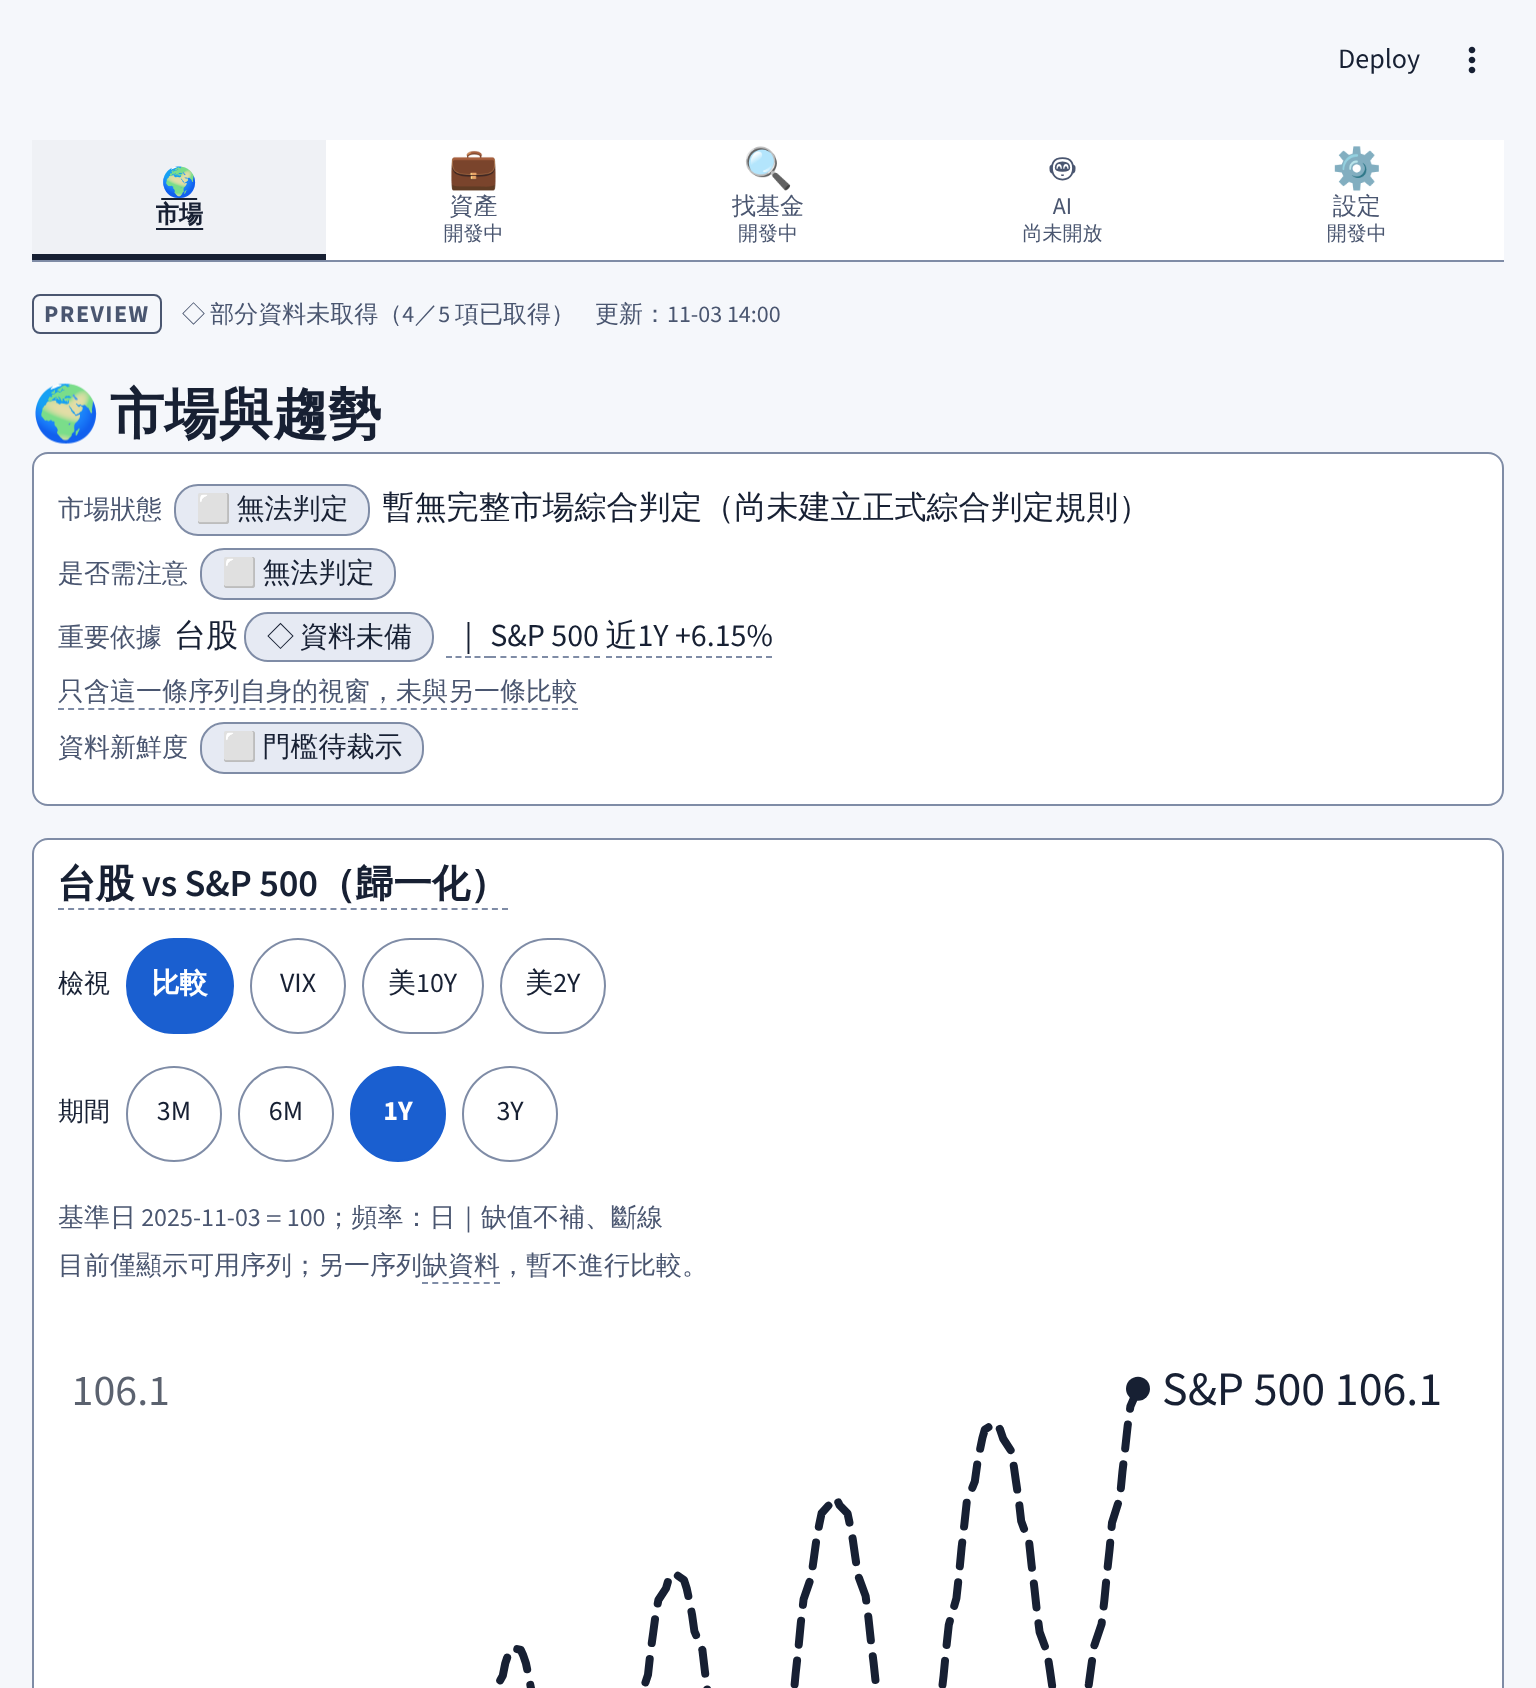 Deploy
市場
資產
開發中
找基金
開發中
AI
尚未開放
設定
開發中
PREVIEW ◇ 部分資料未取得（4／5 項已取得） 更新：11-03 14:00
市場與趨勢
市場狀態 無法判定 暫無完整市場綜合判定（尚未建立正式綜合判定規則）
是否需注意 無法判定
重要依據 台股 ◇ 資料未備 ｜ S&P 500 近1Y +6.15%
只含這一條序列自身的視窗，未與另一條比較
資料新鮮度 門檻待裁示
台股 vs S&P 500（歸一化）
檢視 比較 VIX 美10Y 美2Y
期間 3M 6M 1Y 3Y
基準日 2025-11-03＝100；頻率：日｜缺值不補、斷線
目前僅顯示可用序列；另一序列缺資料，暫不進行比較。
106.1
S&P 500 106.1